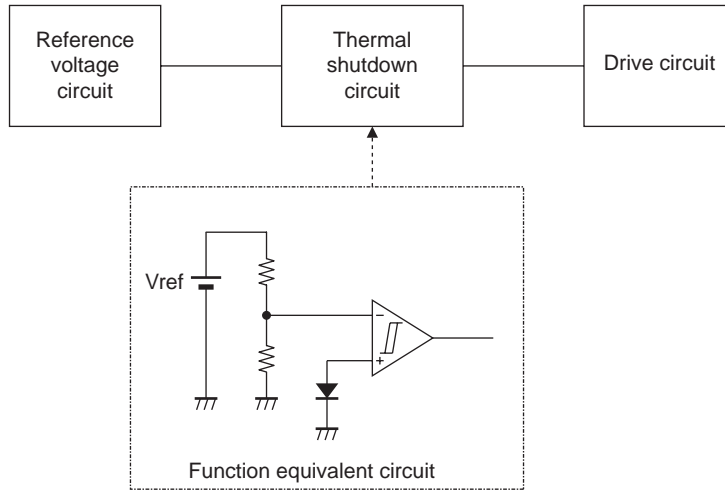 Reference
voltage
circuit
Thermal
shutdown
circuit
Drive circuit
Vref
−
+
Function equivalent circuit